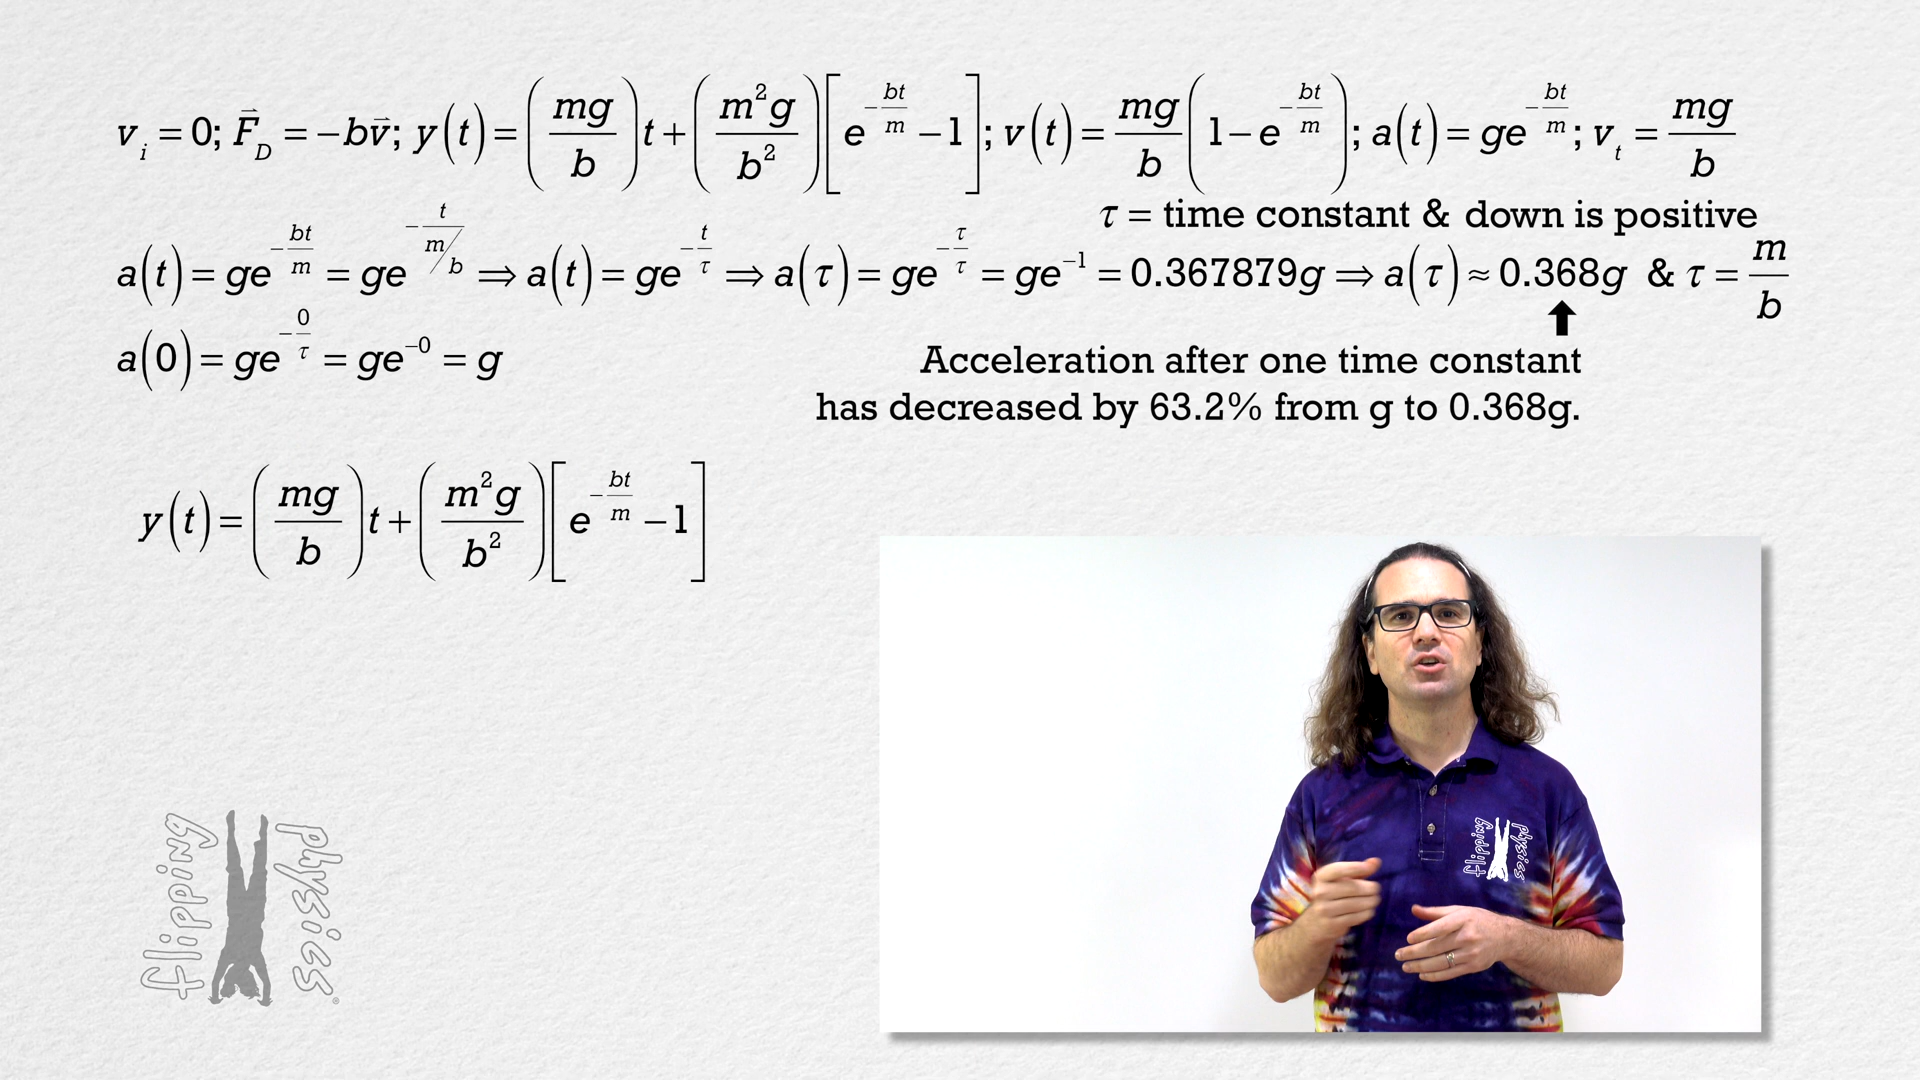 vᵢ = 0; F⃗_D = −bv⃗; y(t) = (mg/b)t + (m²g/b²)[e^(−bt/m) − 1]; v(t) = mg/b (1 − e^(−bt/m)); a(t) = ge^(−bt/m); v_t = mg/b
τ = time constant & down is positive
a(t) = ge^(−bt/m) = ge^(−t/(m/b)) ⇒ a(t) = ge^(−t/τ) ⇒ a(τ) = ge^(−τ/τ) = ge^(−1) = 0.367879g ⇒ a(τ) ≈ 0.368g & τ = m/b
a(0) = ge^(−0/τ) = ge^(−0) = g
Acceleration after one time constant
has decreased by 63.2% from g to 0.368g.
y(t) = (mg/b)t + (m²g/b²)[e^(−bt/m) − 1]
flipping physics®
flipping physics